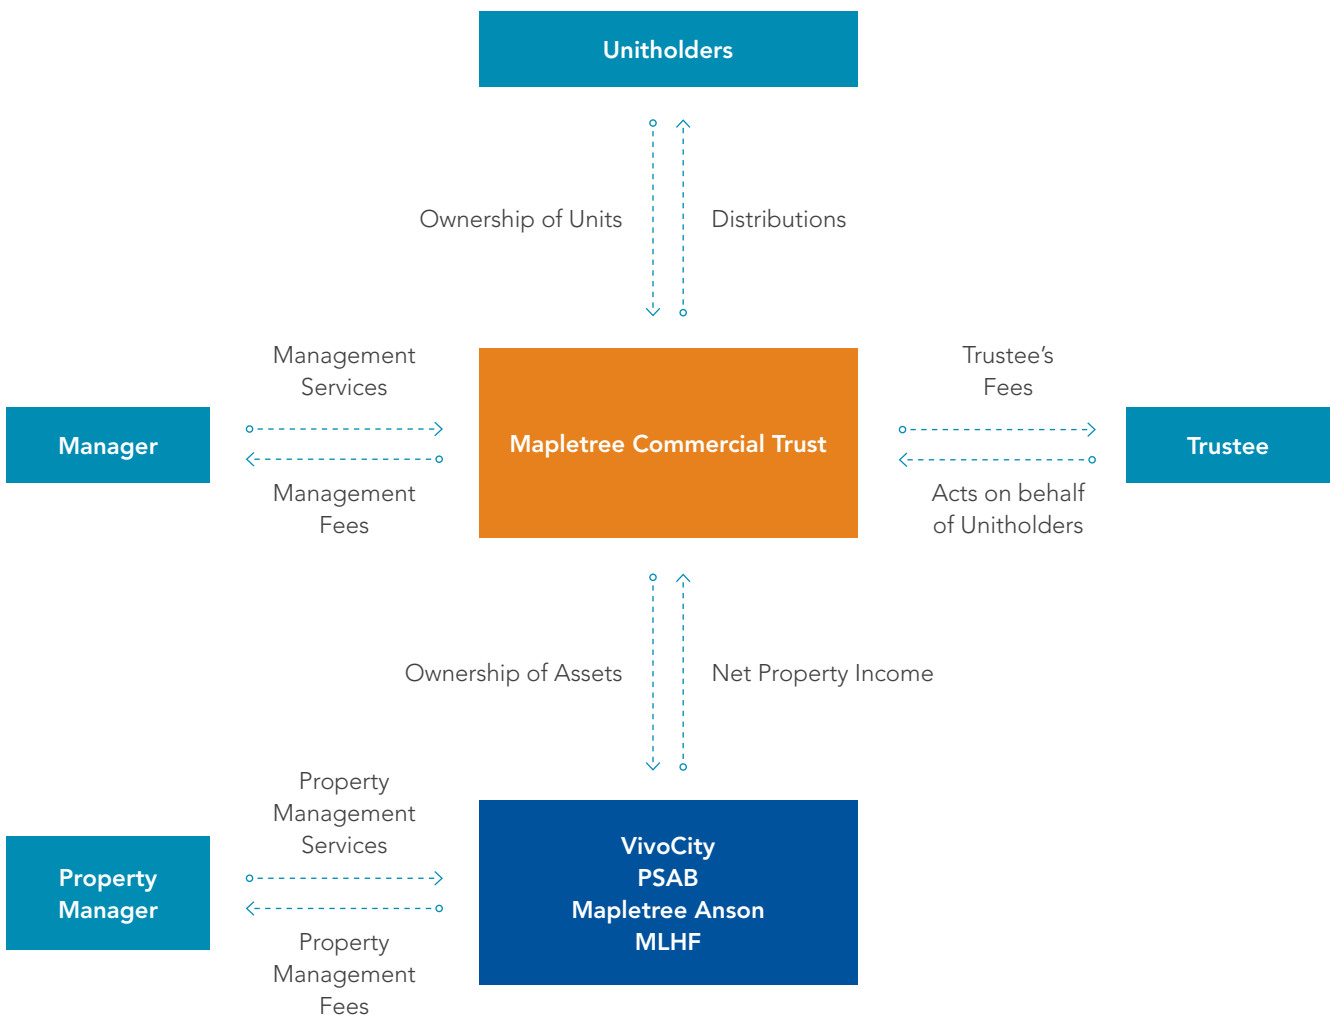 Unitholders
Ownership of Units
Distributions
Management
Services
Trustee’s
Fees
Manager
Mapletree Commercial Trust
Trustee
Management
Fees
Acts on behalf
of Unitholders
Ownership of Assets
Net Property Income
Property
Management
Services
Property
Manager
VivoCity
PSAB
Mapletree Anson
MLHF
Property
Management
Fees